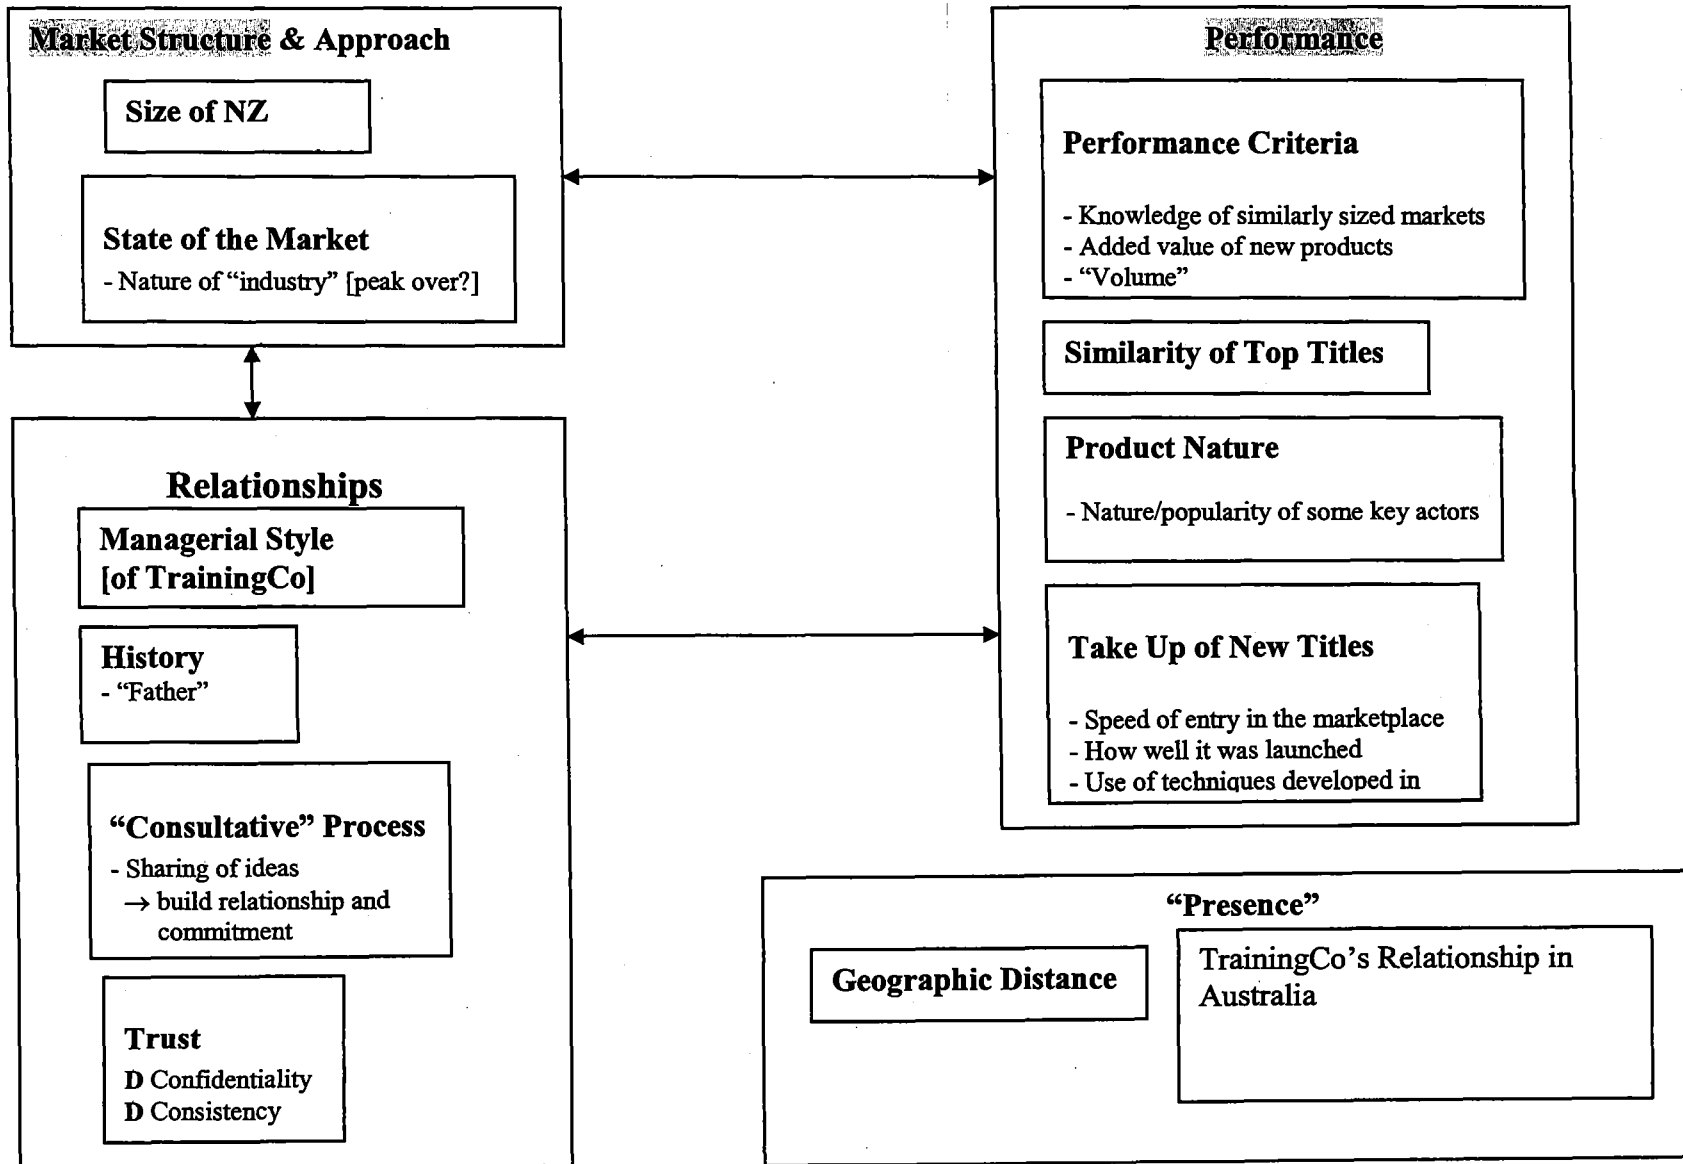 Market Structure & Approach
Size of NZ
State of the Market
- Nature of “industry” [peak over?]
Relationships
Managerial Style
[of TrainingCo]
History
- “Father”
“Consultative” Process
- Sharing of ideas
→ build relationship and
commitment
Trust
D Confidentiality
D Consistency
Performance
Performance Criteria
- Knowledge of similarly sized markets
- Added value of new products
- “Volume”
Similarity of Top Titles
Product Nature
- Nature/popularity of some key actors
Take Up of New Titles
- Speed of entry in the marketplace
- How well it was launched
- Use of techniques developed in
“Presence”
Geographic Distance
TrainingCo’s Relationship in
Australia